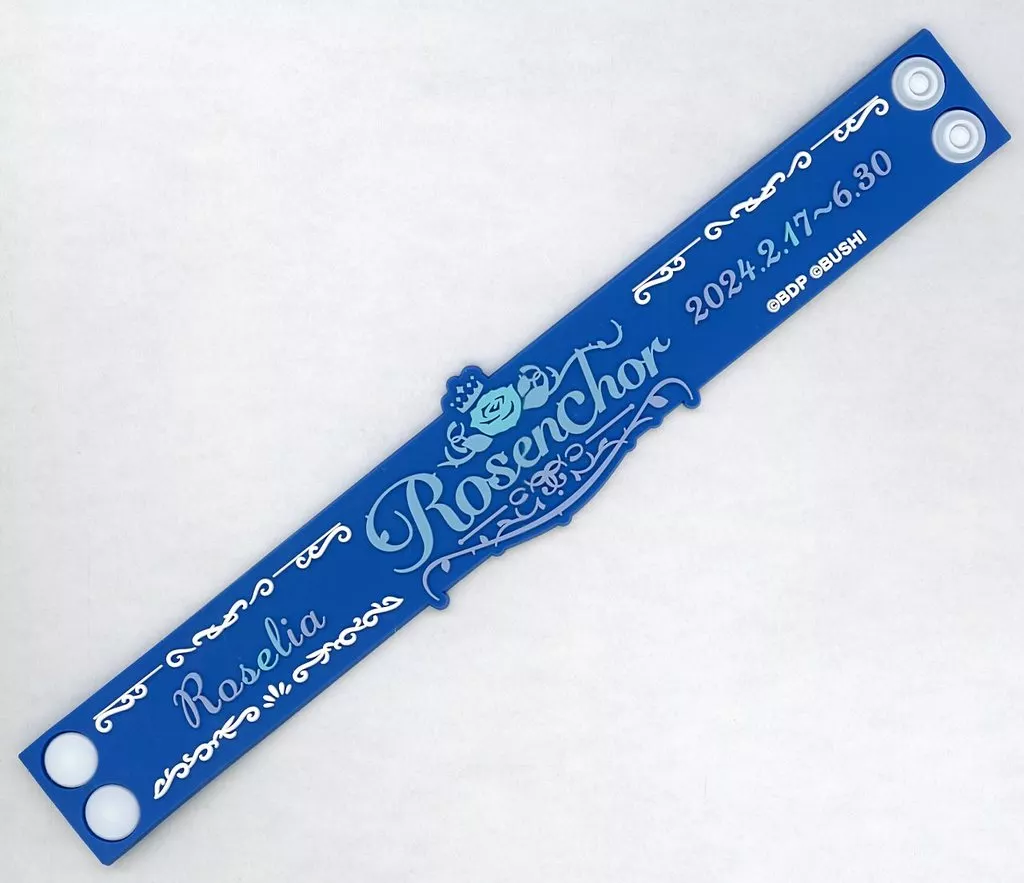 Roselia
Rosenchor
2024.2.17~6.30
©BDP ©BUSHI